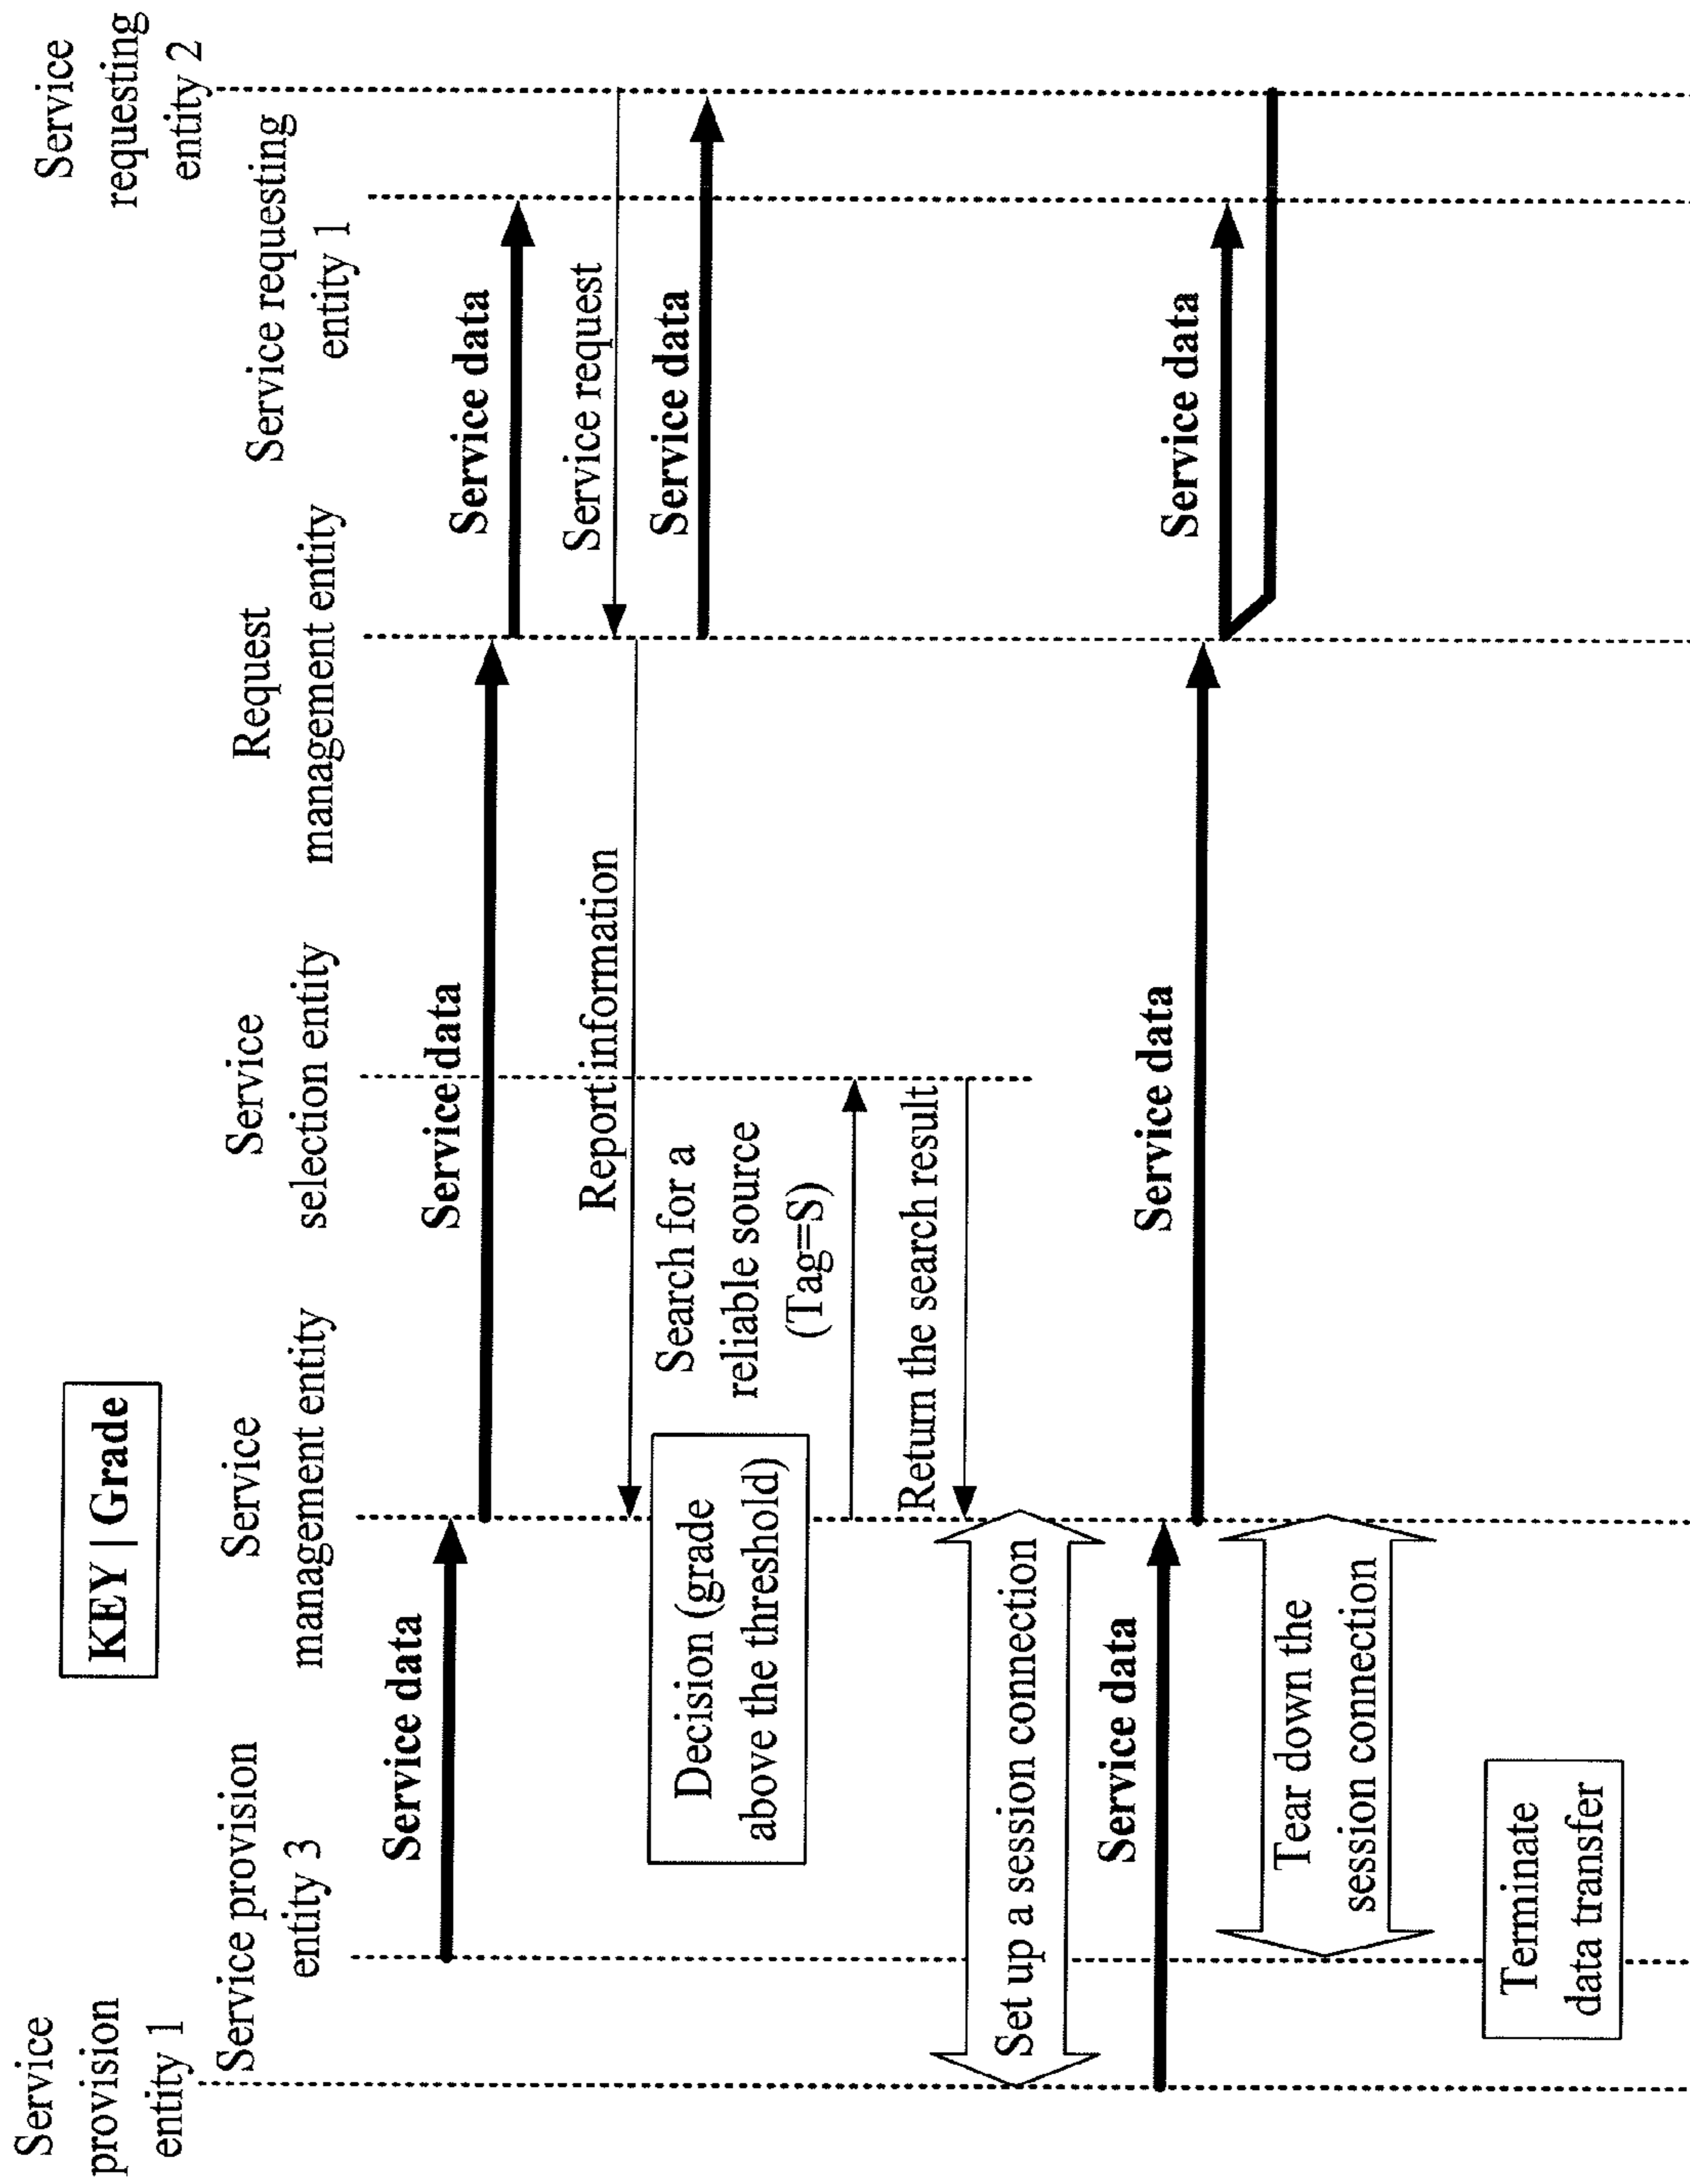 KEY | Grade
Service
provision
entity 1
Service provision
entity 3
Service
management entity
Service
selection entity
Request
management entity
Service requesting
entity 1
Service
requesting
entity 2
Service data
Service data
Service data
Service request
Report information
Service data
Decision (grade
above the threshold)
Search for a
reliable source
(Tag=S)
Return the search result
Set up a session connection
Service data
Service data
Service data
Tear down the
session connection
Terminate
data transfer